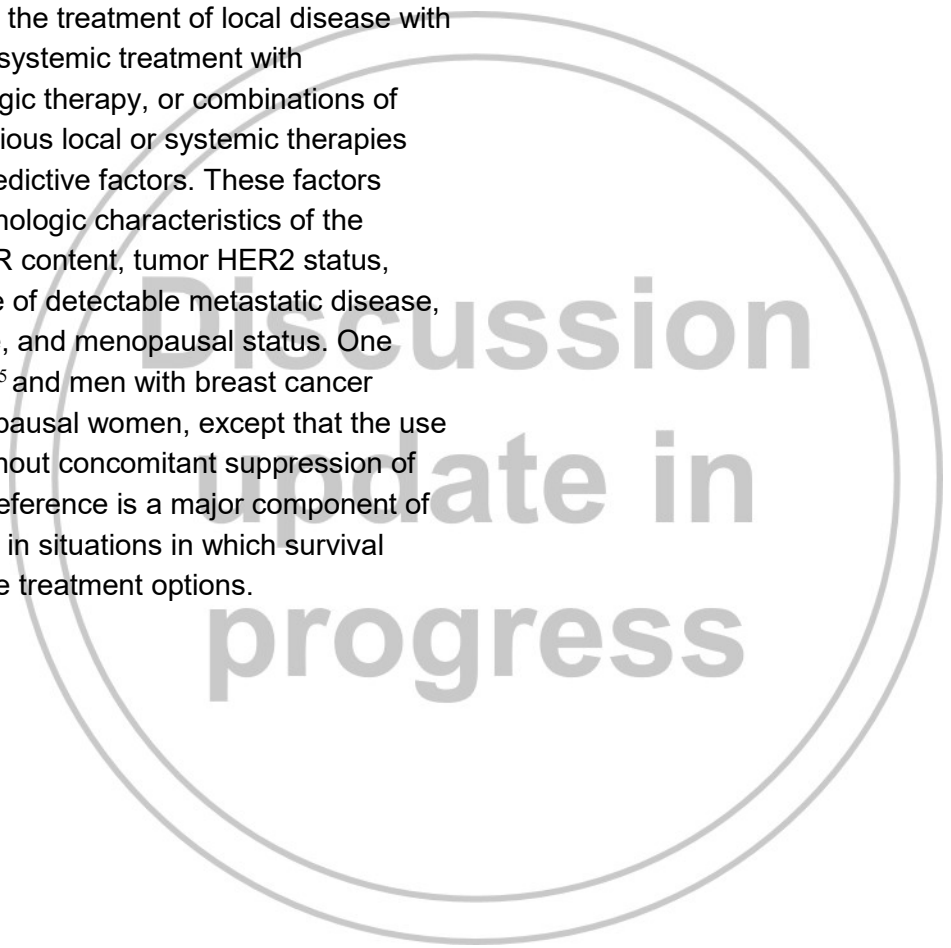 the treatment of local disease with
systemic treatment with
gic therapy, or combinations of
ious local or systemic therapies
edictive factors. These factors
nologic characteristics of the
R content, tumor HER2 status,
e of detectable metastatic disease,
, and menopausal status. One
5 and men with breast cancer
pausal women, except that the use
hout concomitant suppression of
eference is a major component of
in situations in which survival
e treatment options.
Discussion
update in
progress